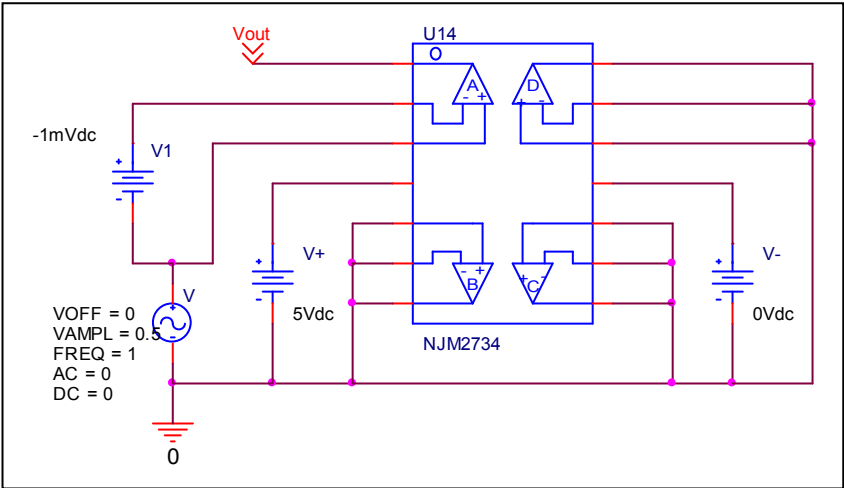 Vout
U14
A
D
- +
+ -
-1mVdc
+
V1
-
V+
+
-
5Vdc
- +
B
+ -
C
V-
+
-
0Vdc
V
+
-
VOFF = 0
VAMPL = 0.5
FREQ = 1
AC = 0
DC = 0
NJM2734
0